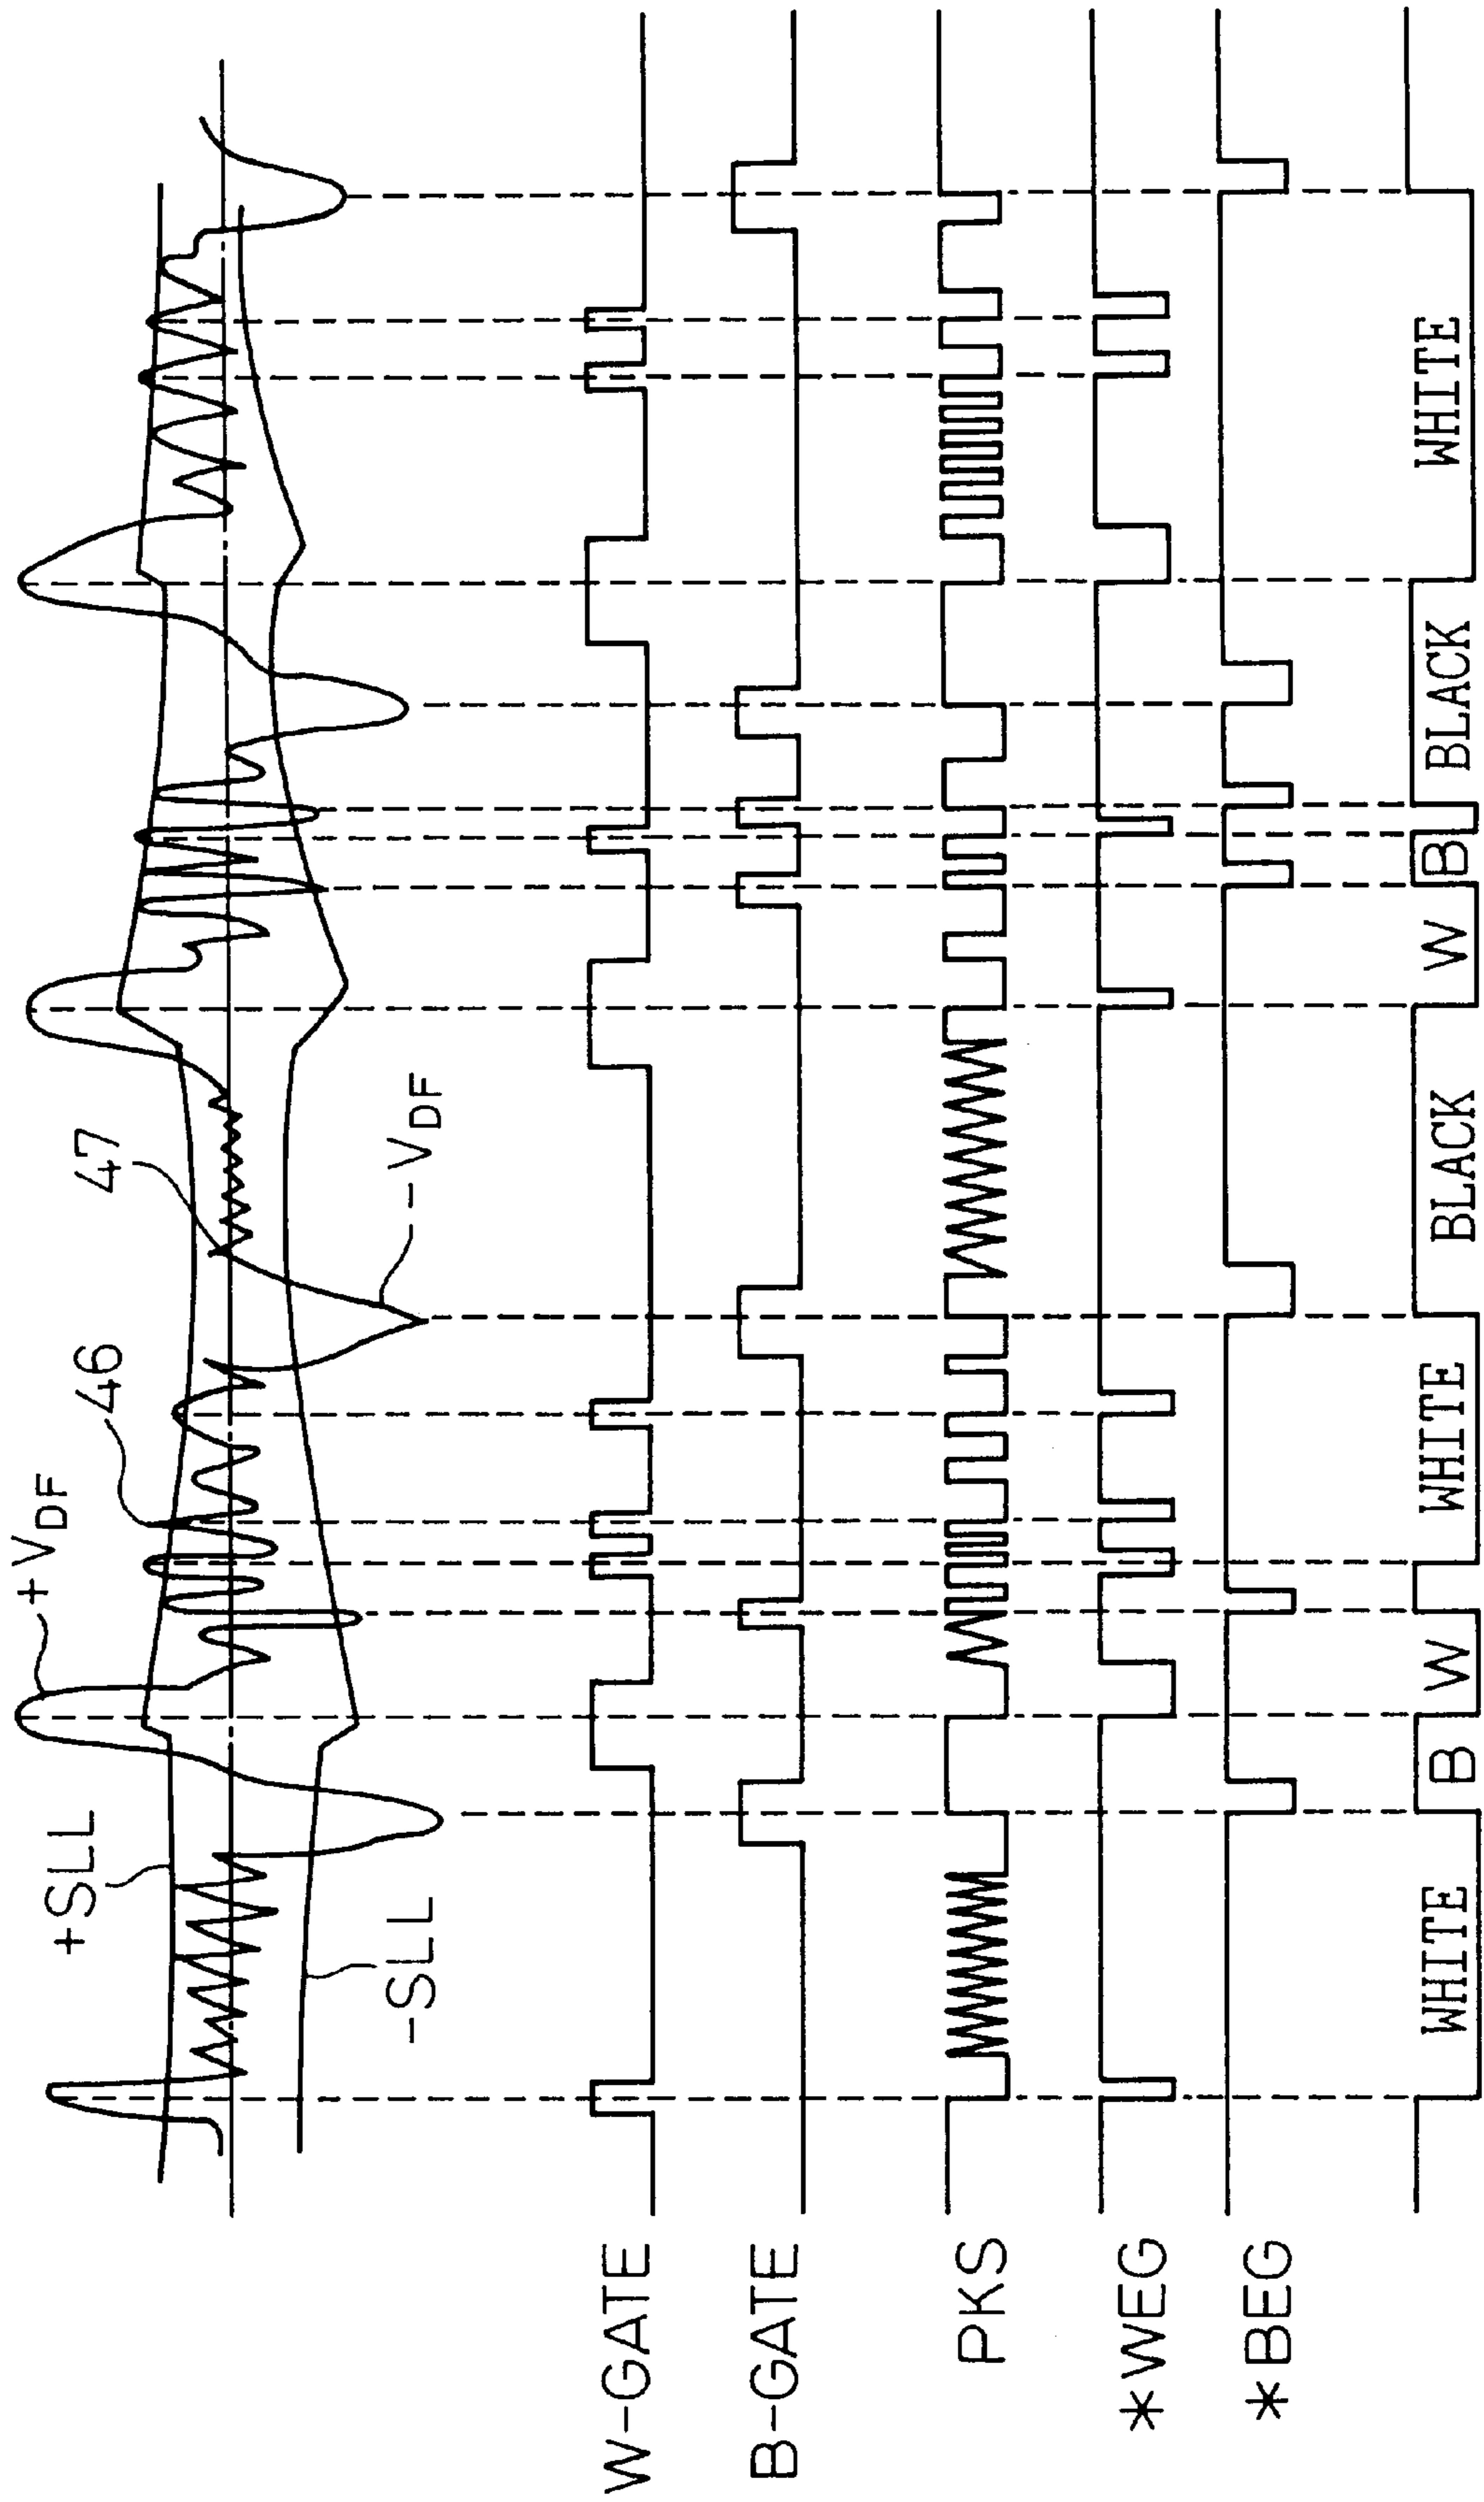 +VDF
46
47
+SLL
-SLL
-VDF
W-GATE
B-GATE
PKS
*WEG
*BEG
WHITE B W WHITE BLACK W B BLACK WHITE